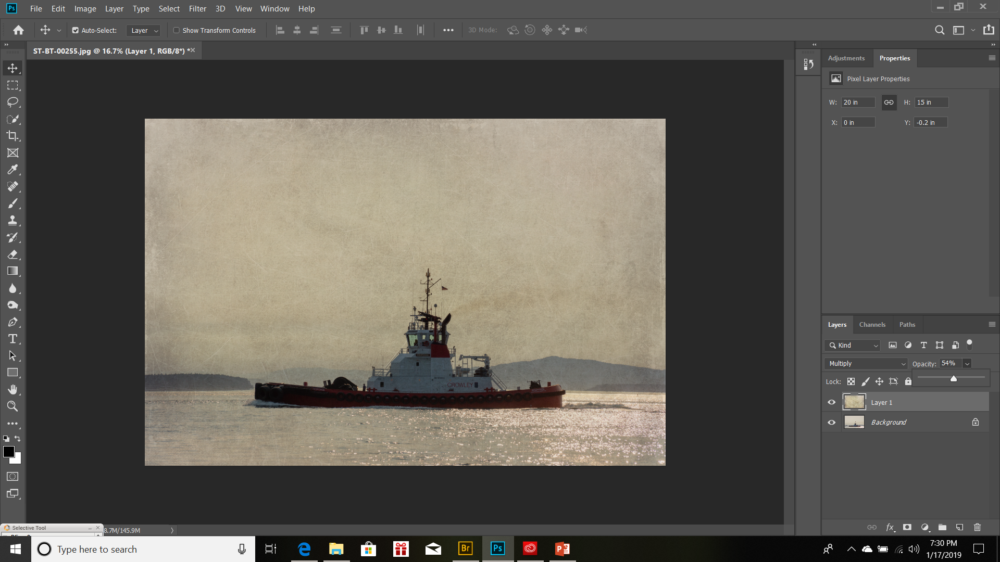 Ps File Edit Image Layer Type Select Filter 3D View Window Help
Auto-Select: Layer Show Transform Controls 3D Mode:
ST-BT-00255.jpg @ 16.7% (Layer 1, RGB/8*) *
Adjustments Properties
Pixel Layer Properties
W: 20 in H: 15 in
X: 0 in Y: -0.2 in
CROWLEY
Layers Channels Paths
Kind
Multiply Opacity: 54%
Lock:
Layer 1
Background
fx
Selective Tool
8.7M/145.9M
Type here to search
Br Ps
7:30 PM
1/17/2019